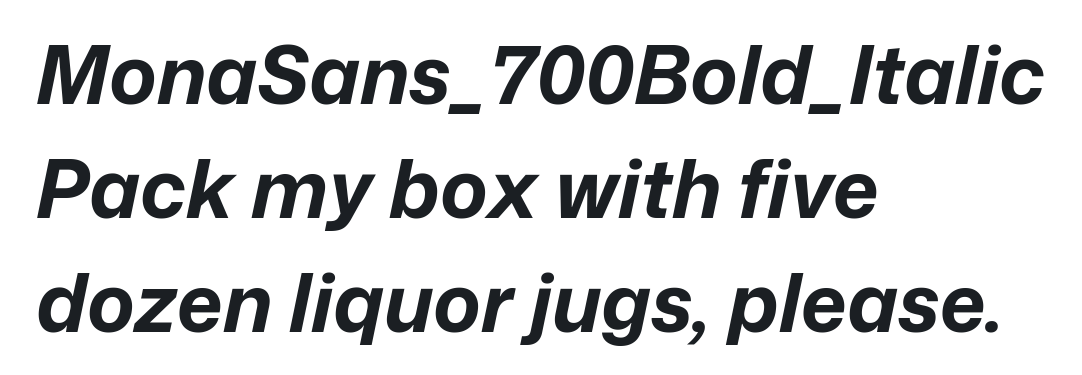 MonaSans_700Bold_Italic
Pack my box with five
dozen liquor jugs, please.